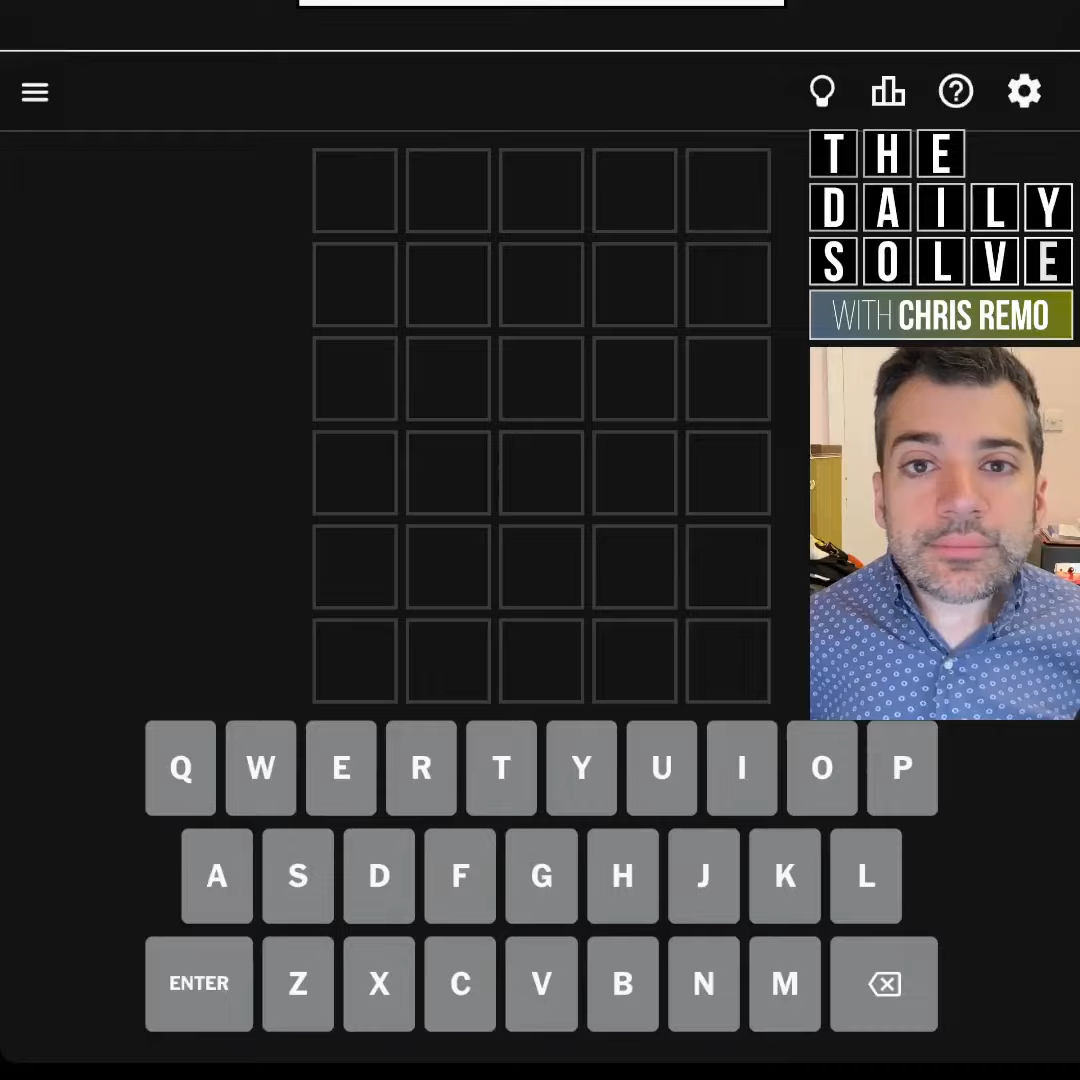 THE
DAILY
SOLVE
WITH CHRIS REMO
Q W E R T Y U I O P
A S D F G H J K L
ENTER Z X C V B N M